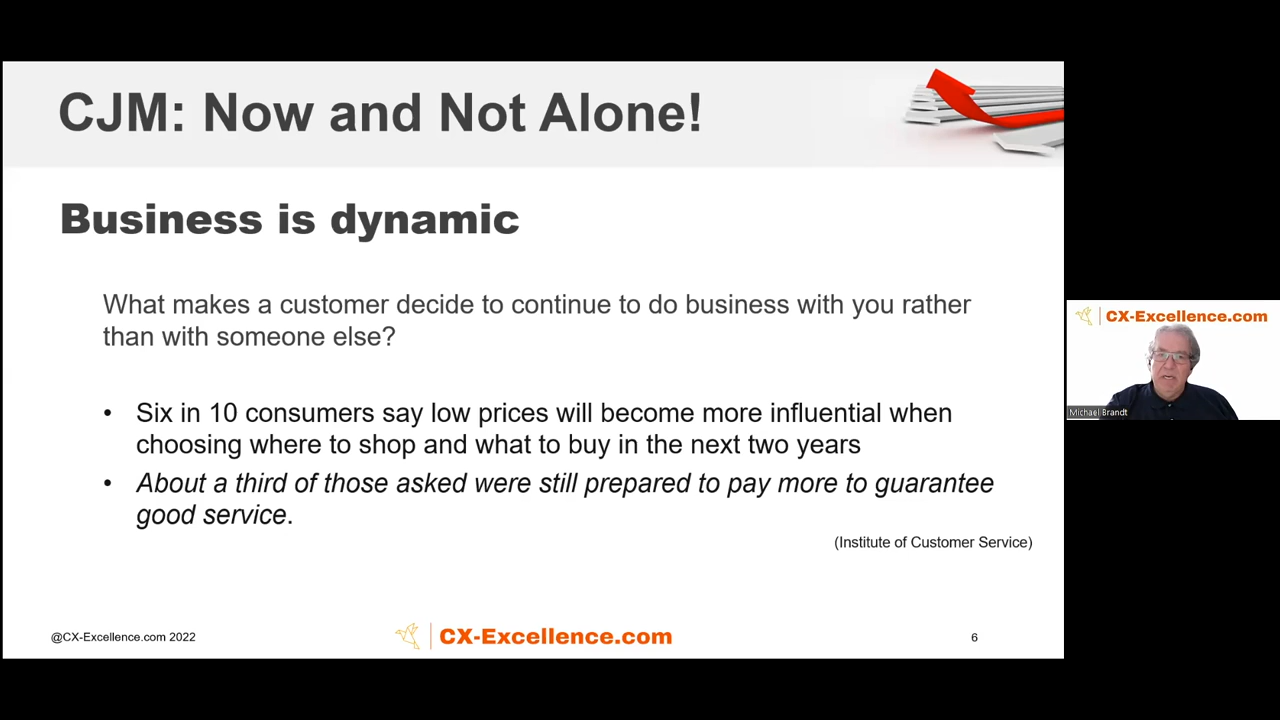 CJM: Now and Not Alone!
Business is dynamic
What makes a customer decide to continue to do business with you rather
than with someone else?
• Six in 10 consumers say low prices will become more influential when
choosing where to shop and what to buy in the next two years
• About a third of those asked were still prepared to pay more to guarantee
good service.
(Institute of Customer Service)
@CX-Excellence.com 2022
CX-Excellence.com
6
CX-Excellence.com
Michael Brandt